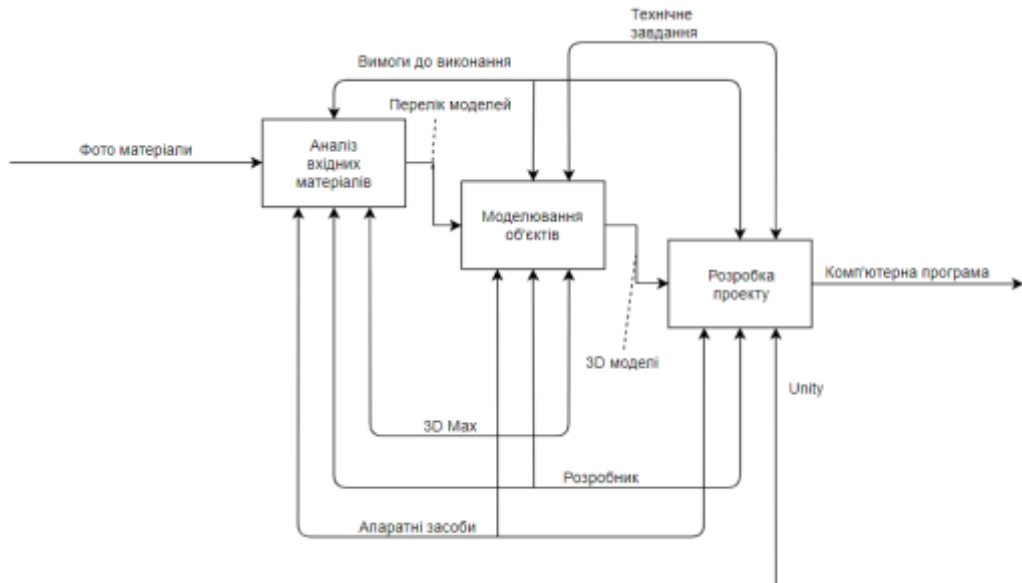 Технічне
завдання
Вимоги до виконання
Перелік моделей
Фото матеріали
Аналіз
вхідних
матеріалів
Моделювання
об'єктів
Розробка
проекту
Комп'ютерна програма
3D моделі
Unity
3D Max
Розробник
Апаратні засоби